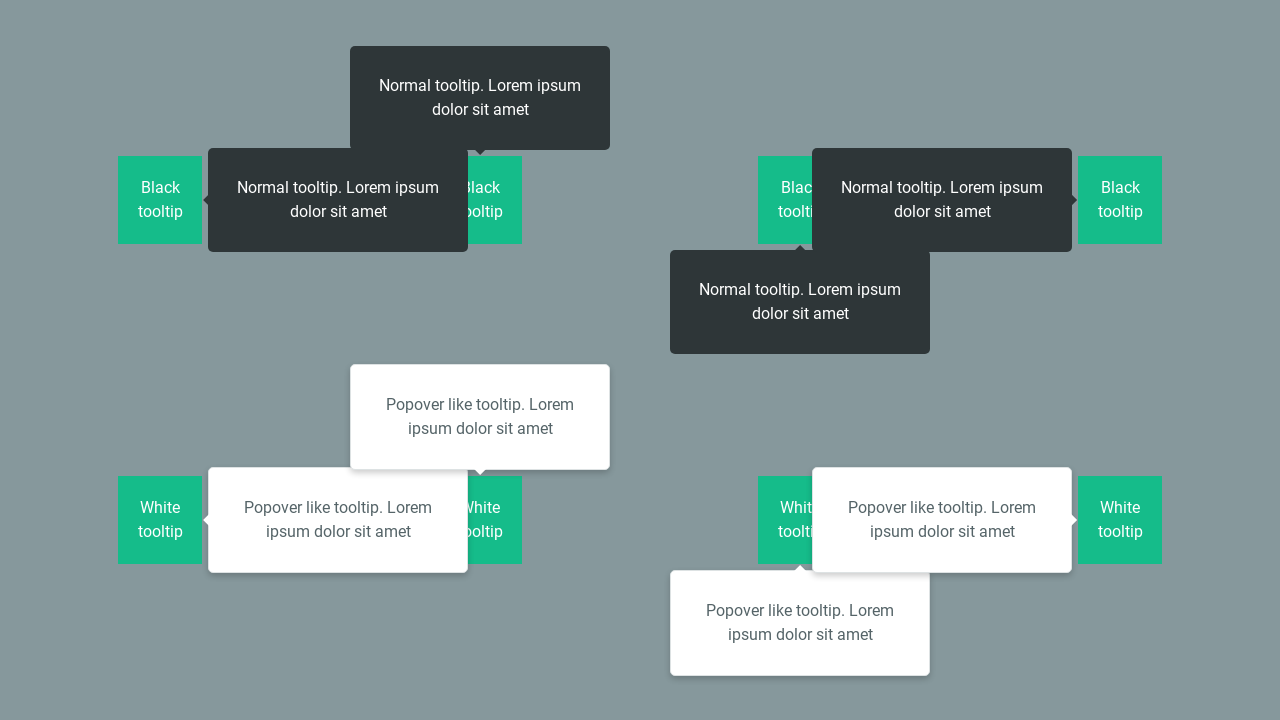 Normal tooltip. Lorem ipsum
dolor sit amet
Black
tooltip
Normal tooltip. Lorem ipsum
dolor sit amet
Black
tooltip
Black
tooltip
Normal tooltip. Lorem ipsum
dolor sit amet
Black
tooltip
Normal tooltip. Lorem ipsum
dolor sit amet
Popover like tooltip. Lorem
ipsum dolor sit amet
White
tooltip
Popover like tooltip. Lorem
ipsum dolor sit amet
White
tooltip
White
tooltip
Popover like tooltip. Lorem
ipsum dolor sit amet
White
tooltip
Popover like tooltip. Lorem
ipsum dolor sit amet